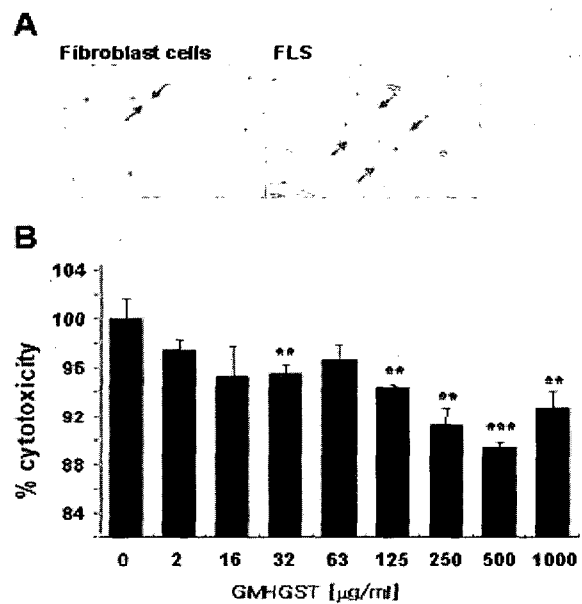 A
Fibroblast cells FLS
B
104
100
96
92
88
84
% cytotoxicity
** ** ** *** **
0 2 16 32 63 125 250 500 1000
GMHGST [µg/ml]